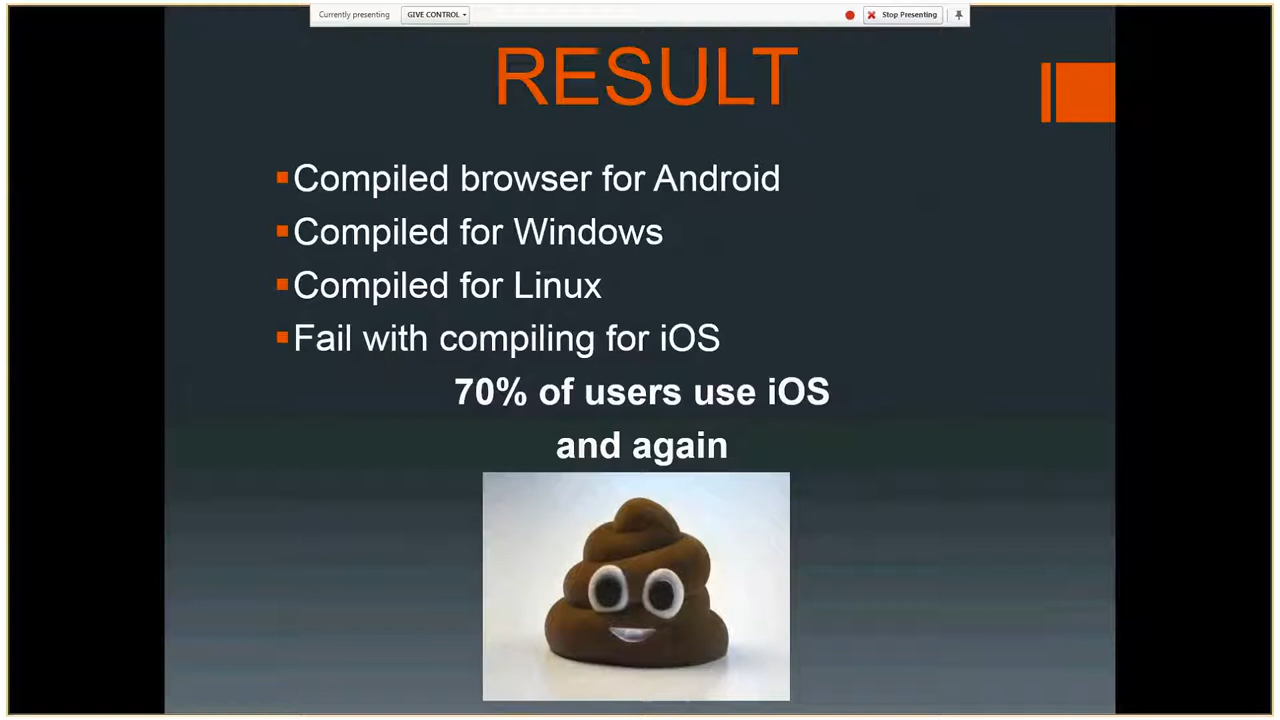 Currently presenting GIVE CONTROL Stop Presenting
RESULT
Compiled browser for Android
Compiled for Windows
Compiled for Linux
Fail with compiling for iOS
70% of users use iOS
and again